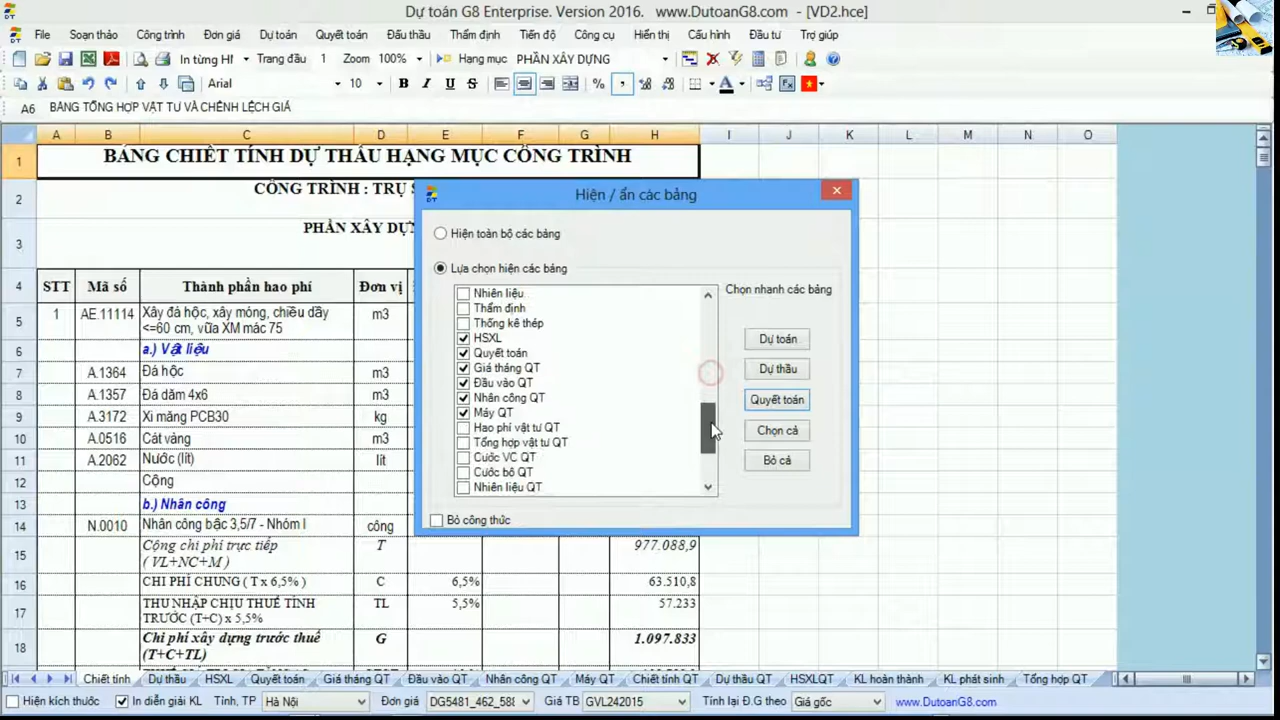 Dự toán G8 Enterprise. Version 2016. www.DutoanG8.com - [VD2.hce]
File Soạn thảo Công trình Đơn giá Dự toán Quyết toán Đấu thầu Thẩm định Tiến độ Công cụ Hiển thị Cấu hình Đầu tư Trợ giúp
In từng Hạ Trang đầu 1 Zoom 100% Hạng mục PHẦN XÂY DỰNG
Arial 10 B I U S %
A6 BẢNG TỔNG HỢP VẬT TƯ VÀ CHÊNH LỆCH GIÁ
A B C D E F G H I J K L M N O
1 BẢNG CHIẾT TÍNH DỰ THẦU HẠNG MỤC CÔNG TRÌNH
2 CÔNG TRÌNH : TRỤ S
3 PHẦN XÂY DỰN
4 STT Mã số Thành phần hao phí Đơn vị
5 1 AE.11114 Xây đá hộc, xây móng, chiều dầy m3
<=60 cm, vữa XM mác 75
6 a.) Vật liệu
7 A.1364 Đá hộc m3
8 A.1357 Đá dăm 4x6 m3
9 A.3172 Xi măng PCB30 kg
10 A.0516 Cát vàng m3
11 A.2062 Nước (lít) lít
12 Cộng
13 b.) Nhân công
14 N.0010 Nhân công bậc 3,5/7 - Nhóm I công
15 Cộng chi phí trực tiếp T 977.088,9
( VL+NC+M )
16 CHI PHÍ CHUNG ( T x 6,5% ) C 6,5% 63.510,8
17 THU NHẬP CHỊU THUẾ TÍNH TL 5,5% 57.233
TRƯỚC (T+C) x 5,5%
18 Chi phí xây dựng trước thuế G 1.097.833
(T+C+TL)
Hiện / ẩn các bảng
Hiện toàn bộ các bảng
Lựa chọn hiện các bảng
Chọn nhanh các bảng
Nhiên liệu
Thẩm định
Thống kê thép
HSXL
Quyết toán
Giá tháng QT
Đầu vào QT
Nhân công QT
Máy QT
Hao phí vật tư QT
Tổng hợp vật tư QT
Cước VC QT
Cước bộ QT
Nhiên liệu QT
Dự toán
Dự thầu
Quyết toán
Chọn cả
Bỏ cả
Bỏ công thức
Chiết tính Dự thầu HSXL Quyết toán Giá tháng QT Đầu vào QT Nhân công QT Máy QT Chiết tính QT Dự thầu QT HSXLQT KL hoàn thành KL phát sinh Tổng hợp QT
Hiện kích thước In diễn giải KL Tỉnh, TP Hà Nội Đơn giá DG5481_462_588 Giá TB GVL242015 Tính lại Đ.G theo Giá gốc www.DutoanG8.com